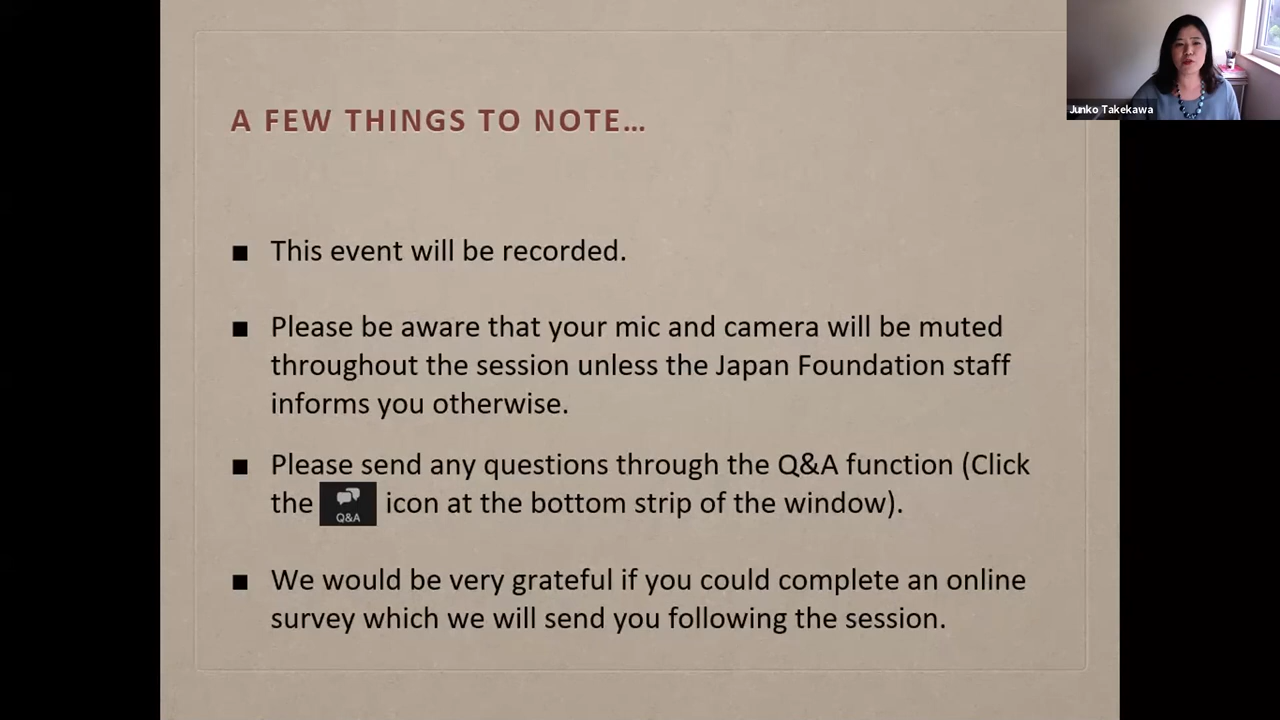 A FEW THINGS TO NOTE...
Junko Takekawa
■ This event will be recorded.
■ Please be aware that your mic and camera will be muted
throughout the session unless the Japan Foundation staff
informs you otherwise.
■ Please send any questions through the Q&A function (Click
the Q&A icon at the bottom strip of the window).
■ We would be very grateful if you could complete an online
survey which we will send you following the session.